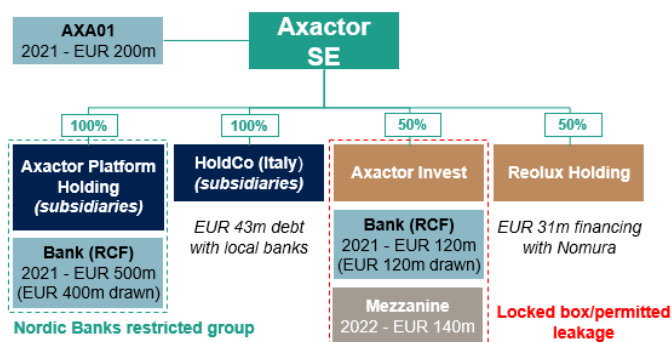 AXA01
2021 - EUR 200m
Axactor
SE
100%
100%
50%
50%
Axactor Platform
Holding
(subsidiaries)
HoldCo (Italy)
(subsidiaries)
Axactor Invest
Reolux Holding
Bank (RCF)
2021 - EUR 500m
(EUR 400m drawn)
EUR 43m debt
with local banks
Bank (RCF)
2021 - EUR 120m
(EUR 120m drawn)
EUR 31m financing
with Nomura
Mezzanine
2022 - EUR 140m
Nordic Banks restricted group
Locked box/permitted
leakage